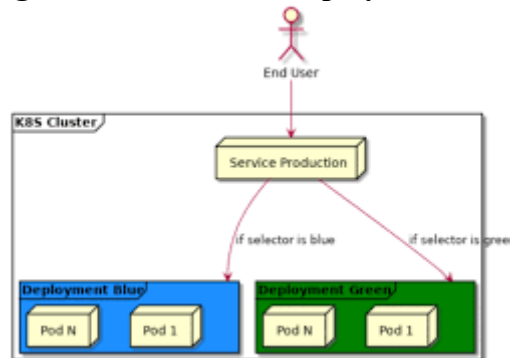 End User
K8S Cluster
Service Production
if selector is blue
if selector is gree
Deployment Blue
Deployment Green
Pod N
Pod 1
Pod N
Pod 1